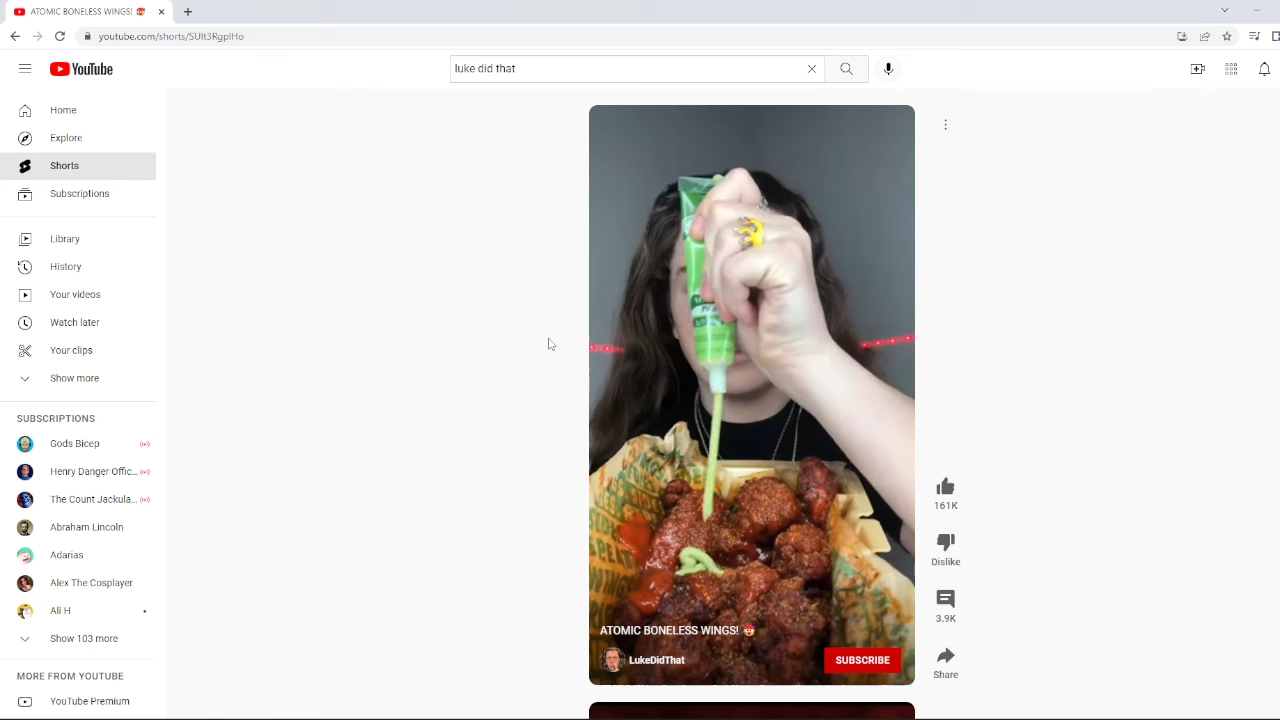 ATOMIC BONELESS WINGS!
youtube.com/shorts/SUlt3RgplHo
YouTube
luke did that
Home
Explore
Shorts
Subscriptions
Library
History
Your videos
Watch later
Your clips
Show more
SUBSCRIPTIONS
Gods Bicep
Henry Danger Offic...
The Count Jackula...
Abraham Lincoln
Adarias
Alex The Cosplayer
Ali H
Show 103 more
MORE FROM YOUTUBE
YouTube Premium
ATOMIC BONELESS WINGS!
LukeDidThat
SUBSCRIBE
161K
Dislike
3.9K
Share